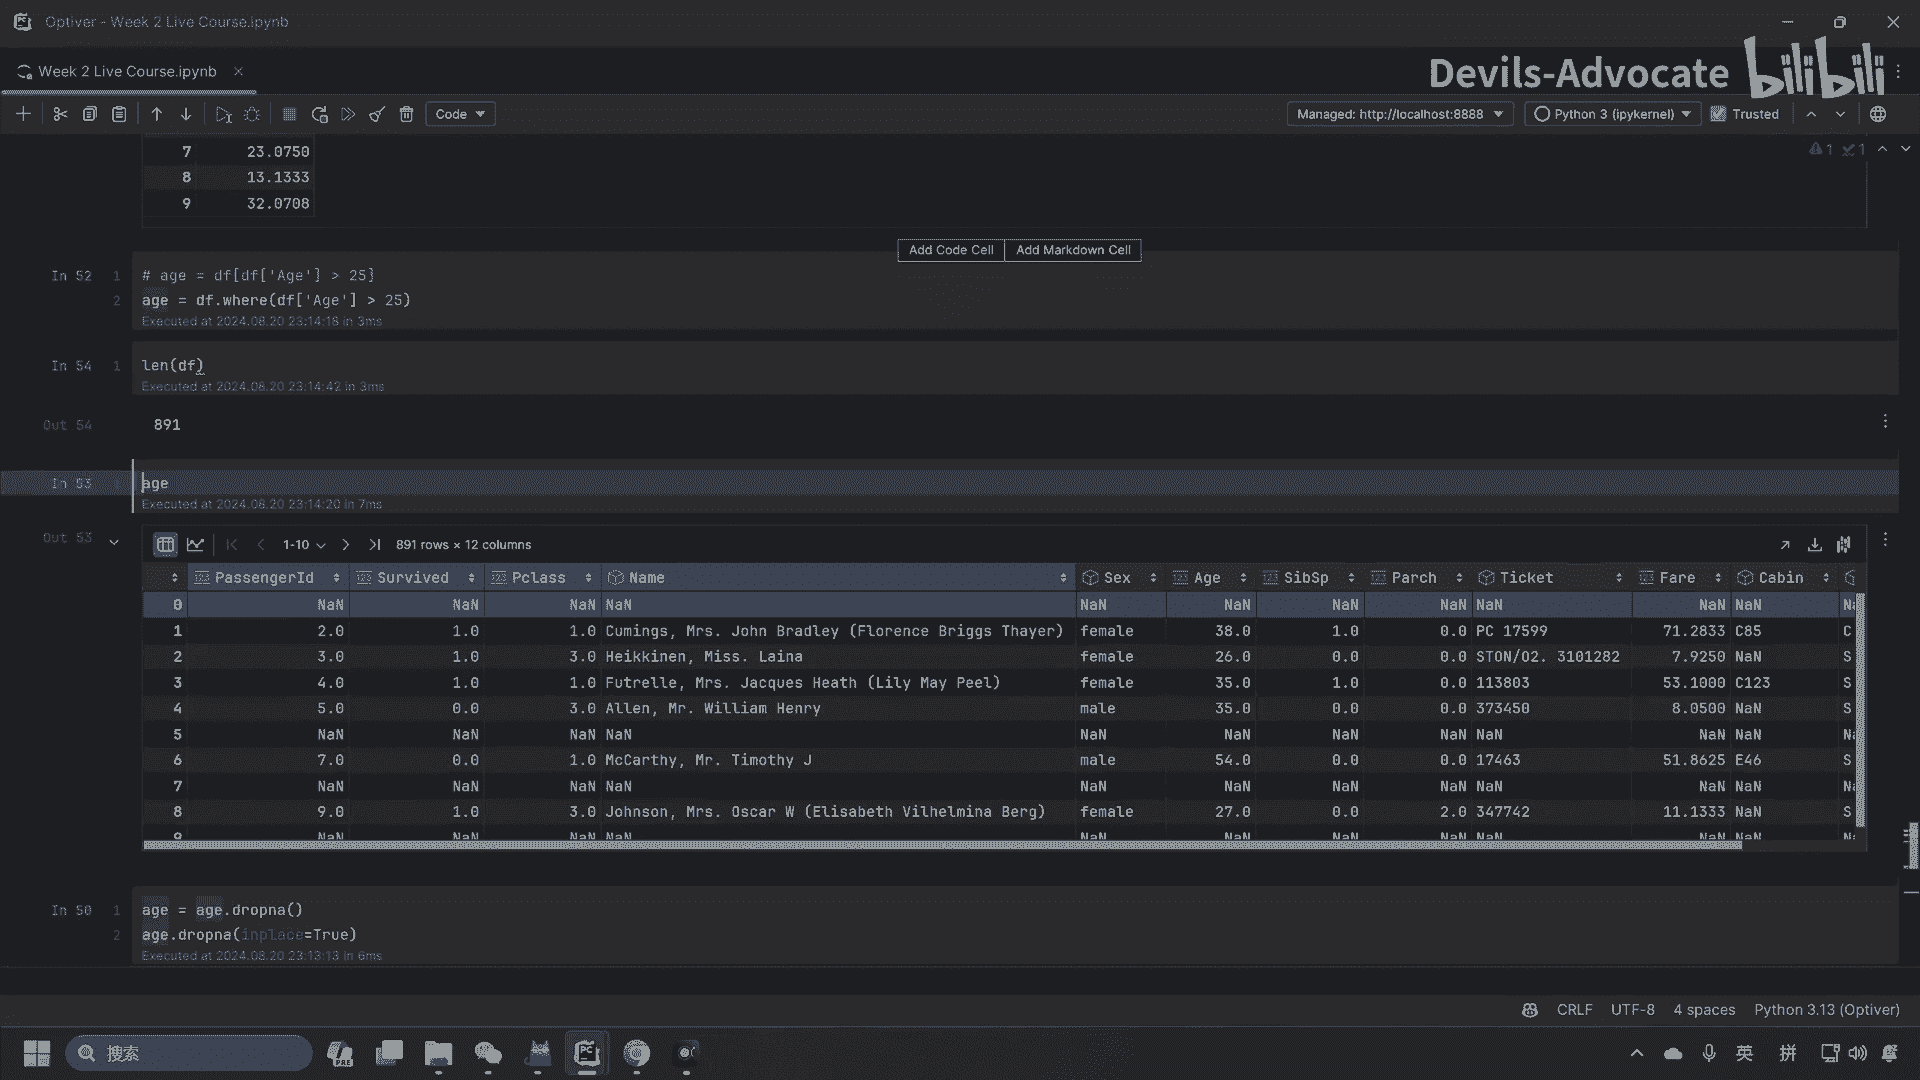 Optiver - Week 2 Live Course.ipynb
Week 2 Live Course.ipynb
Devils-Advocate bilibili
Code
Managed: http://localhost:8888
Python 3 (ipykernel)
Trusted
7 23.0750
1 1
8 13.1333
9 32.0708
Add Code Cell Add Markdown Cell
In 52 1 # age = df[df['Age'] > 25]
2 age = df.where(df['Age'] > 25)
Executed at 2024.08.20 23:14:18 in 3ms
In 54 1 len(df)
Executed at 2024.08.20 23:14:42 in 3ms
Out 54 891
In 53 1 age
Executed at 2024.08.20 23:14:20 in 7ms
Out 53 1-10 891 rows × 12 columns
PassengerId Survived Pclass Name Sex Age SibSp Parch Ticket Fare Cabin
0 NaN NaN NaN NaN NaN NaN NaN NaN NaN NaN NaN Na
1 2.0 1.0 1.0 Cumings, Mrs. John Bradley (Florence Briggs Thayer) female 38.0 1.0 0.0 PC 17599 71.2833 C85 C
2 3.0 1.0 3.0 Heikkinen, Miss. Laina female 26.0 0.0 0.0 STON/O2. 3101282 7.9250 NaN S
3 4.0 1.0 1.0 Futrelle, Mrs. Jacques Heath (Lily May Peel) female 35.0 1.0 0.0 113803 53.1000 C123 S
4 5.0 0.0 3.0 Allen, Mr. William Henry male 35.0 0.0 0.0 373450 8.0500 NaN S
5 NaN NaN NaN NaN NaN NaN NaN NaN NaN NaN NaN Na
6 7.0 0.0 1.0 McCarthy, Mr. Timothy J male 54.0 0.0 0.0 17463 51.8625 E46 S
7 NaN NaN NaN NaN NaN NaN NaN NaN NaN NaN NaN Na
8 9.0 1.0 3.0 Johnson, Mrs. Oscar W (Elisabeth Vilhelmina Berg) female 27.0 0.0 2.0 347742 11.1333 NaN S
9 NaN NaN NaN NaN NaN NaN NaN NaN NaN NaN NaN Na
In 50 1 age = age.dropna()
2 age.dropna(inplace=True)
Executed at 2024.08.20 23:13:13 in 6ms
CRLF UTF-8 4 spaces Python 3.13 (Optiver)
搜索
英 拼